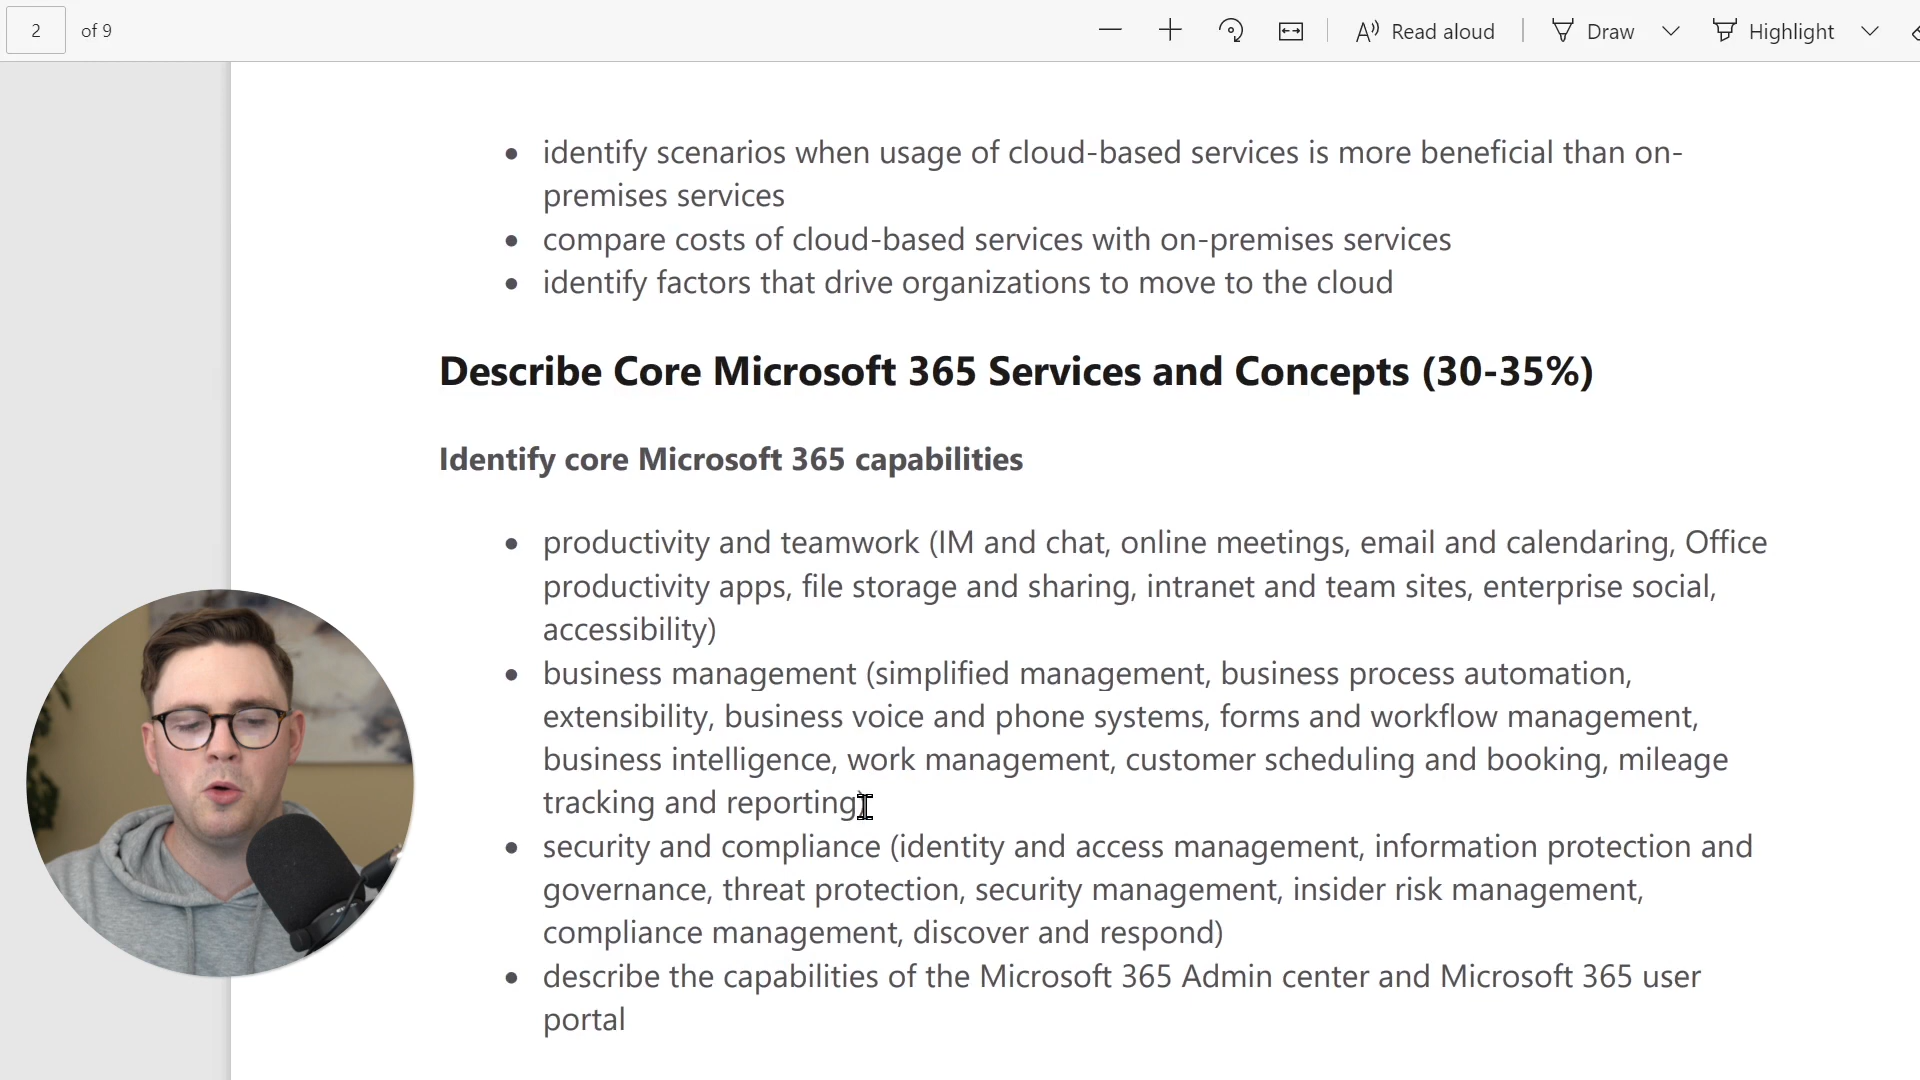 2 of 9 Read aloud Draw Highlight
• identify scenarios when usage of cloud-based services is more beneficial than on-
premises services
• compare costs of cloud-based services with on-premises services
• identify factors that drive organizations to move to the cloud
Describe Core Microsoft 365 Services and Concepts (30-35%)
Identify core Microsoft 365 capabilities
• productivity and teamwork (IM and chat, online meetings, email and calendaring, Office
productivity apps, file storage and sharing, intranet and team sites, enterprise social,
accessibility)
• business management (simplified management, business process automation,
extensibility, business voice and phone systems, forms and workflow management,
business intelligence, work management, customer scheduling and booking, mileage
tracking and reporting)
• security and compliance (identity and access management, information protection and
governance, threat protection, security management, insider risk management,
compliance management, discover and respond)
• describe the capabilities of the Microsoft 365 Admin center and Microsoft 365 user
portal